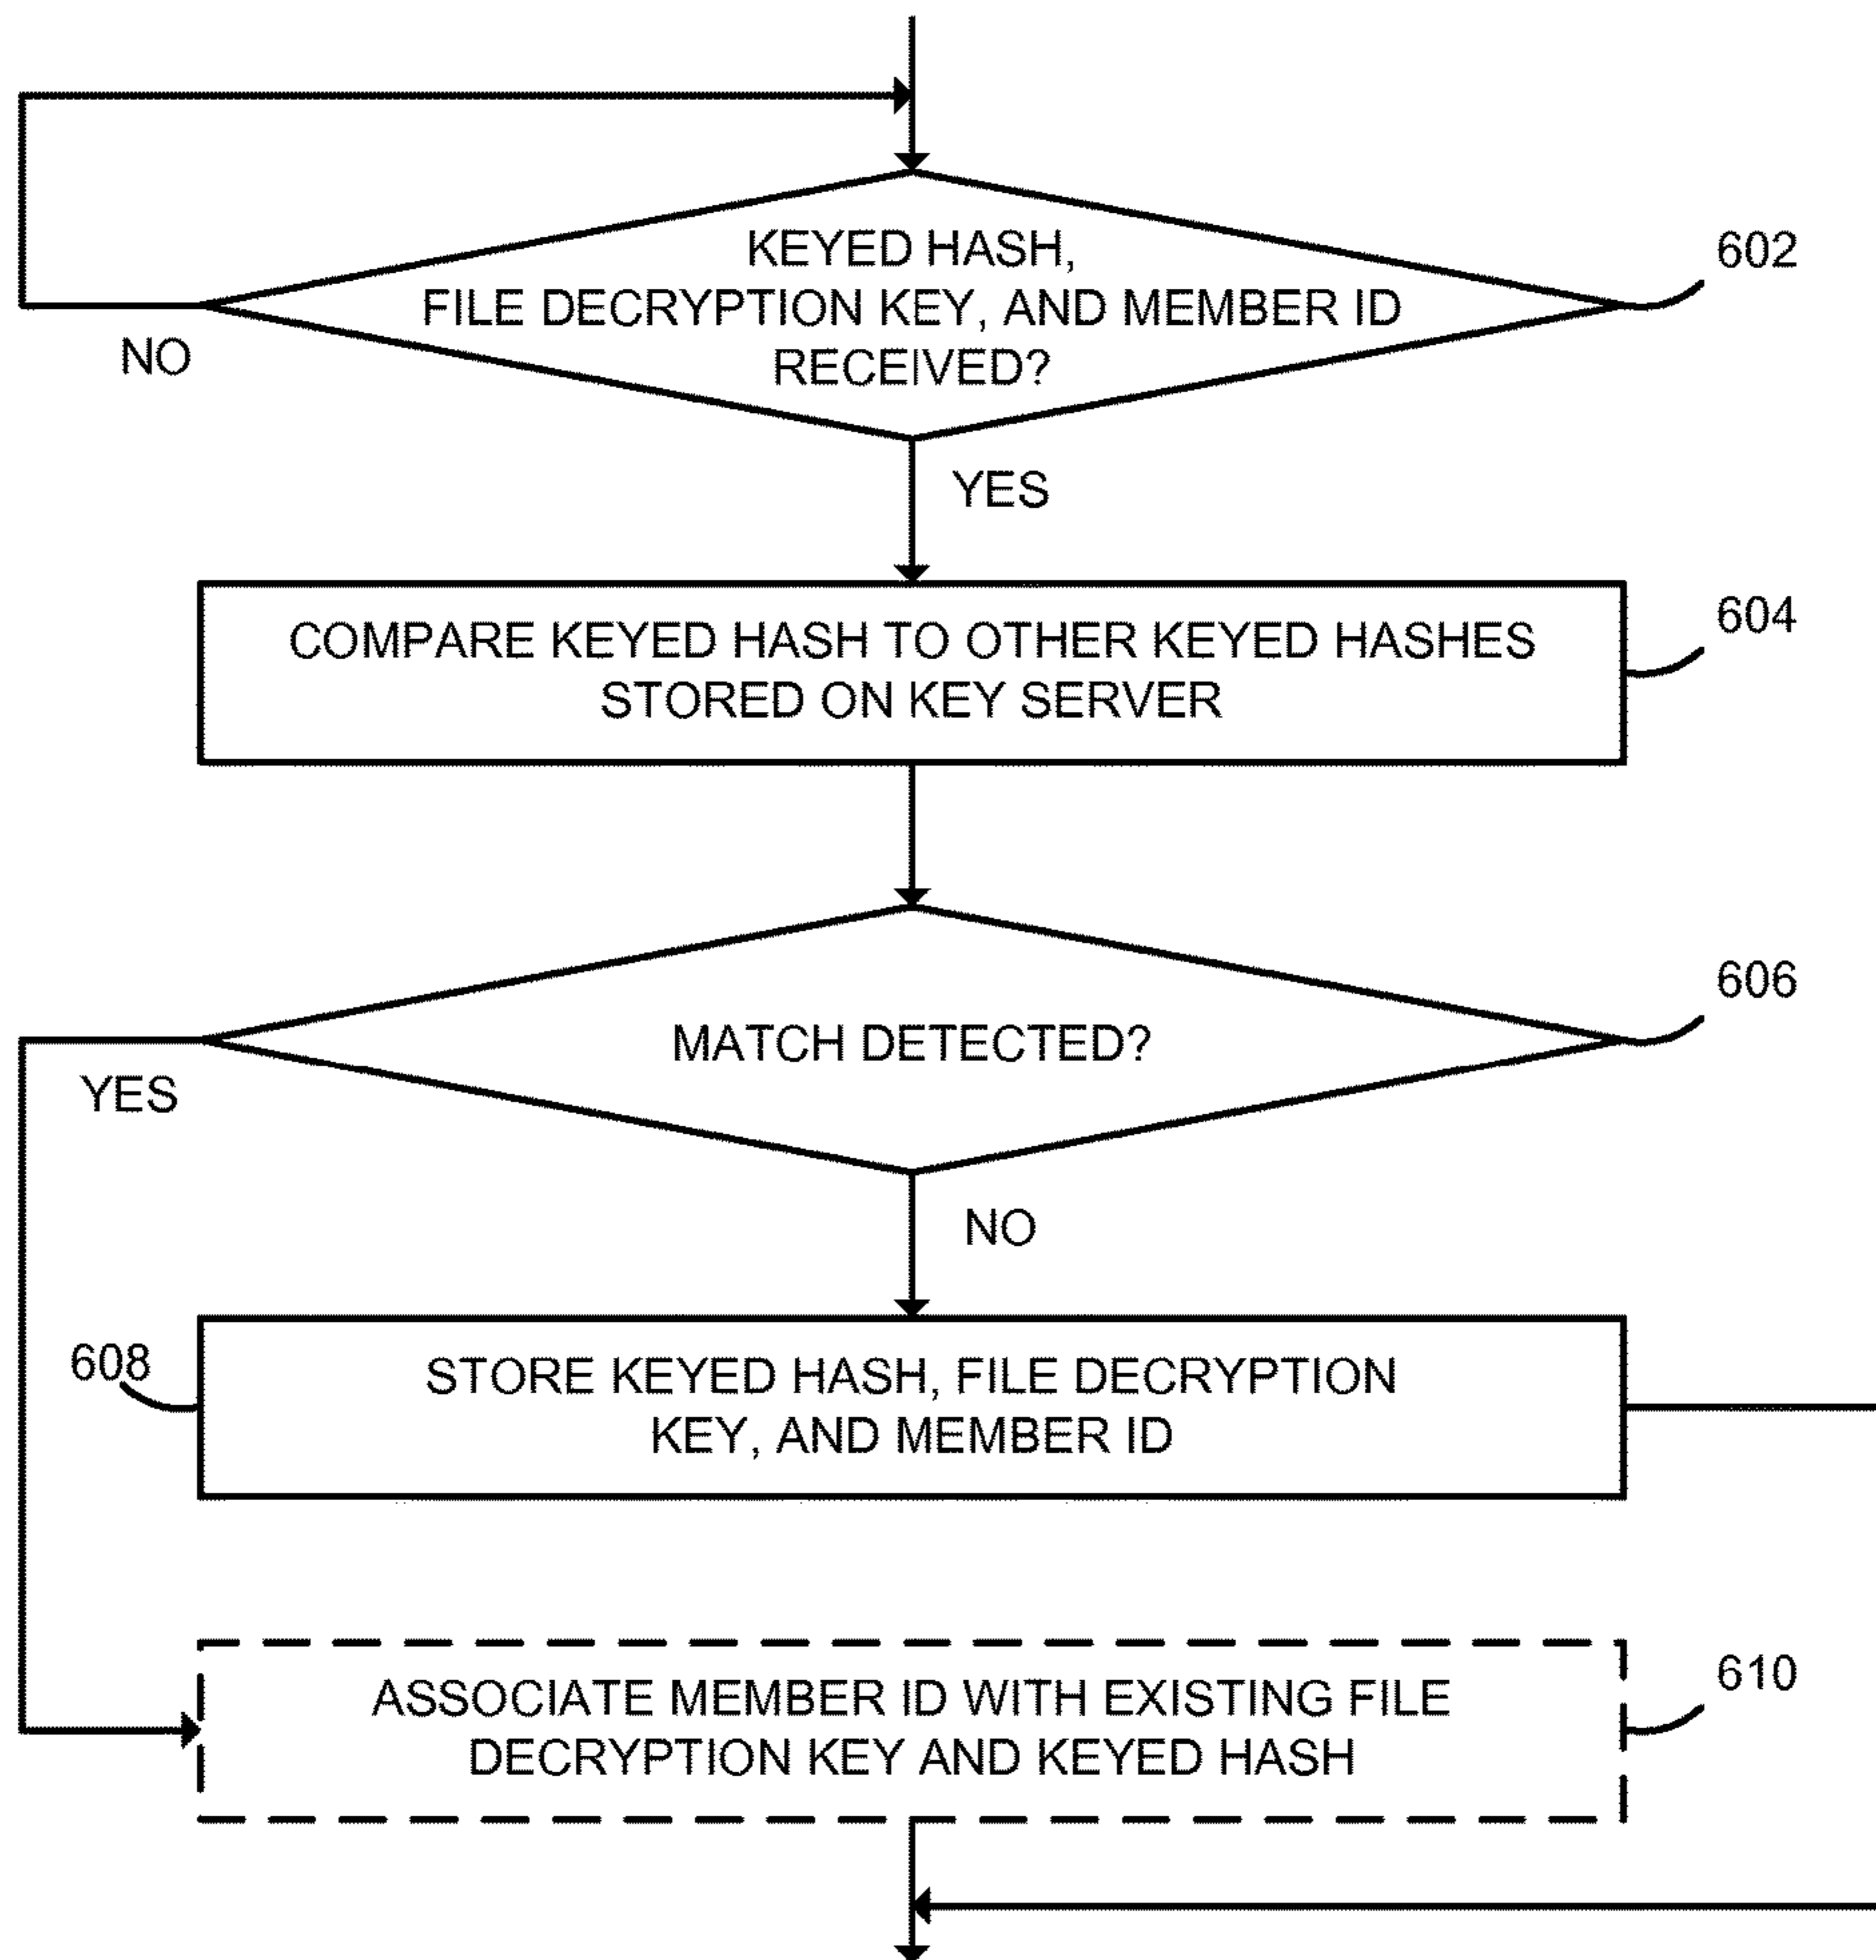 KEYED HASH,
FILE DECRYPTION KEY, AND MEMBER ID
RECEIVED?
602
NO
YES
COMPARE KEYED HASH TO OTHER KEYED HASHES
STORED ON KEY SERVER
604
MATCH DETECTED?
606
YES
NO
608
STORE KEYED HASH, FILE DECRYPTION
KEY, AND MEMBER ID
ASSOCIATE MEMBER ID WITH EXISTING FILE
DECRYPTION KEY AND KEYED HASH
610